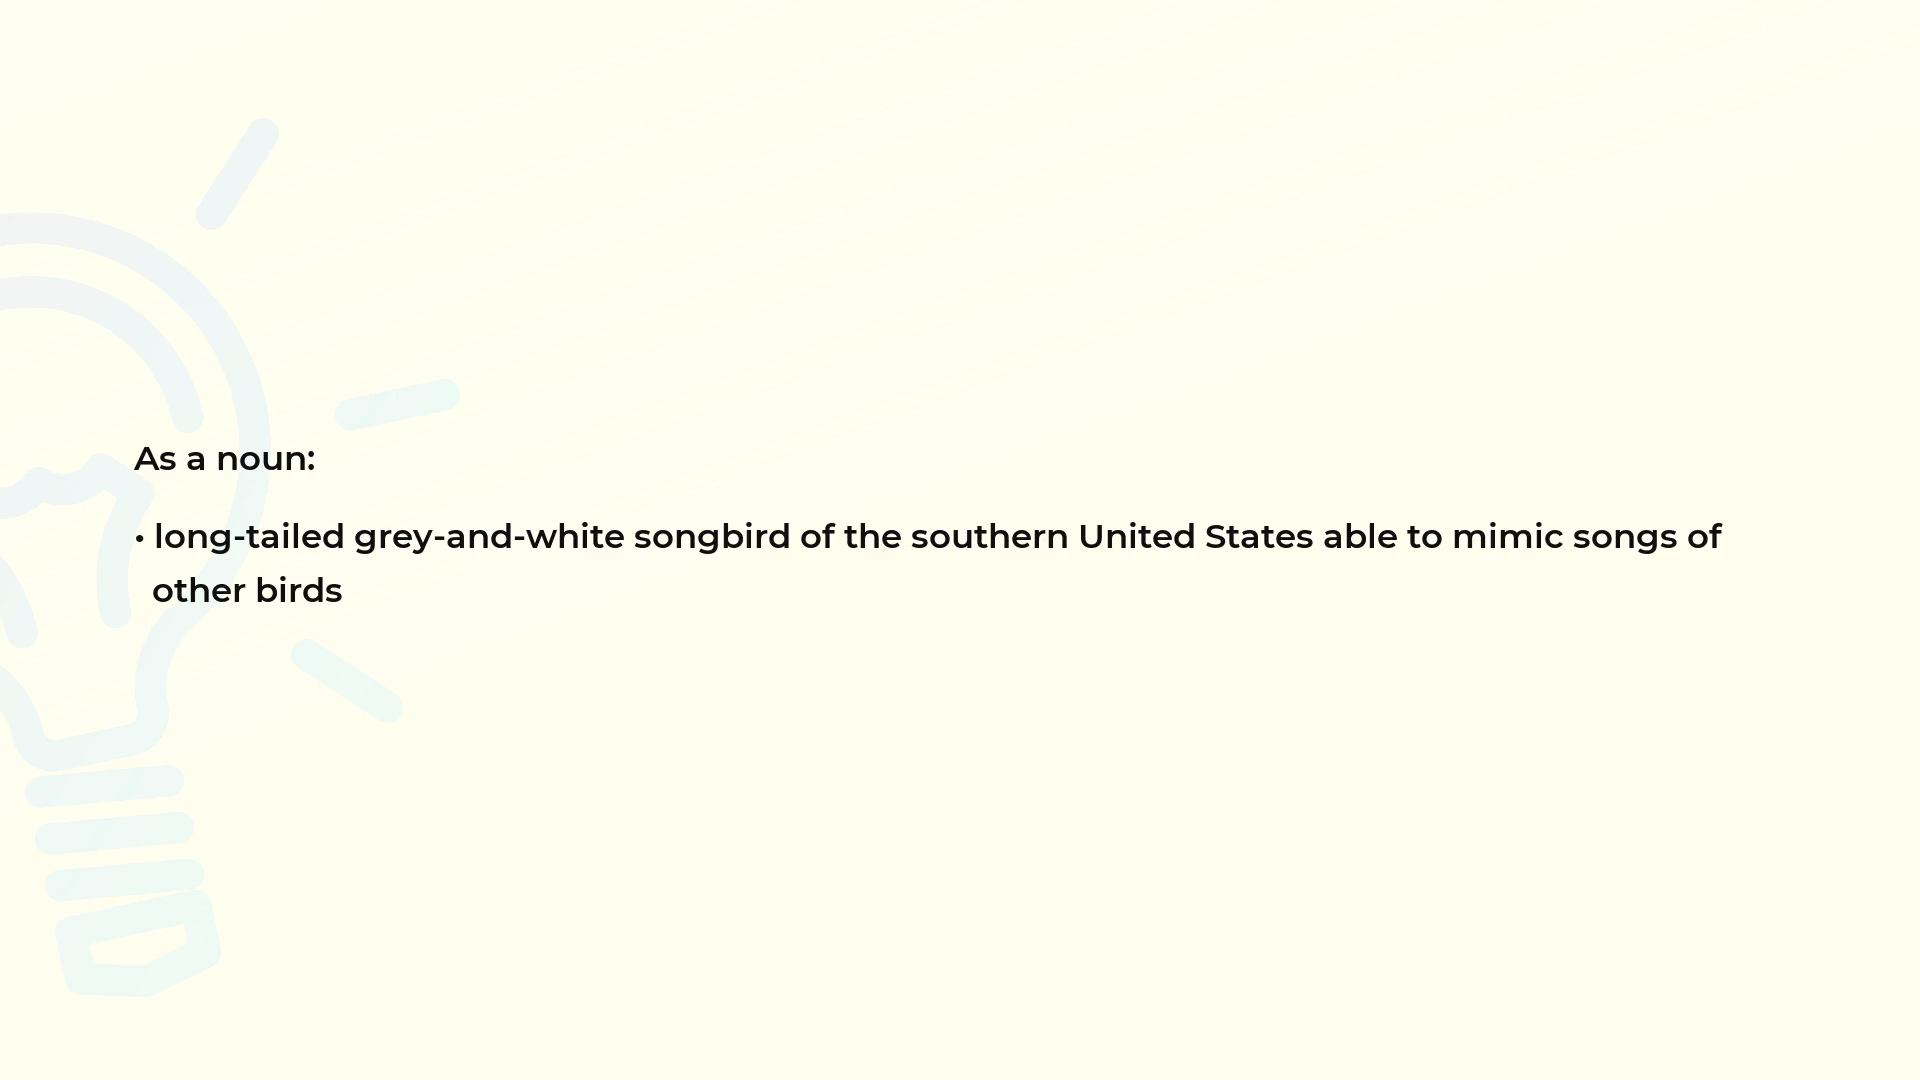 As a noun:
• long-tailed grey-and-white songbird of the southern United States able to mimic songs of
other birds